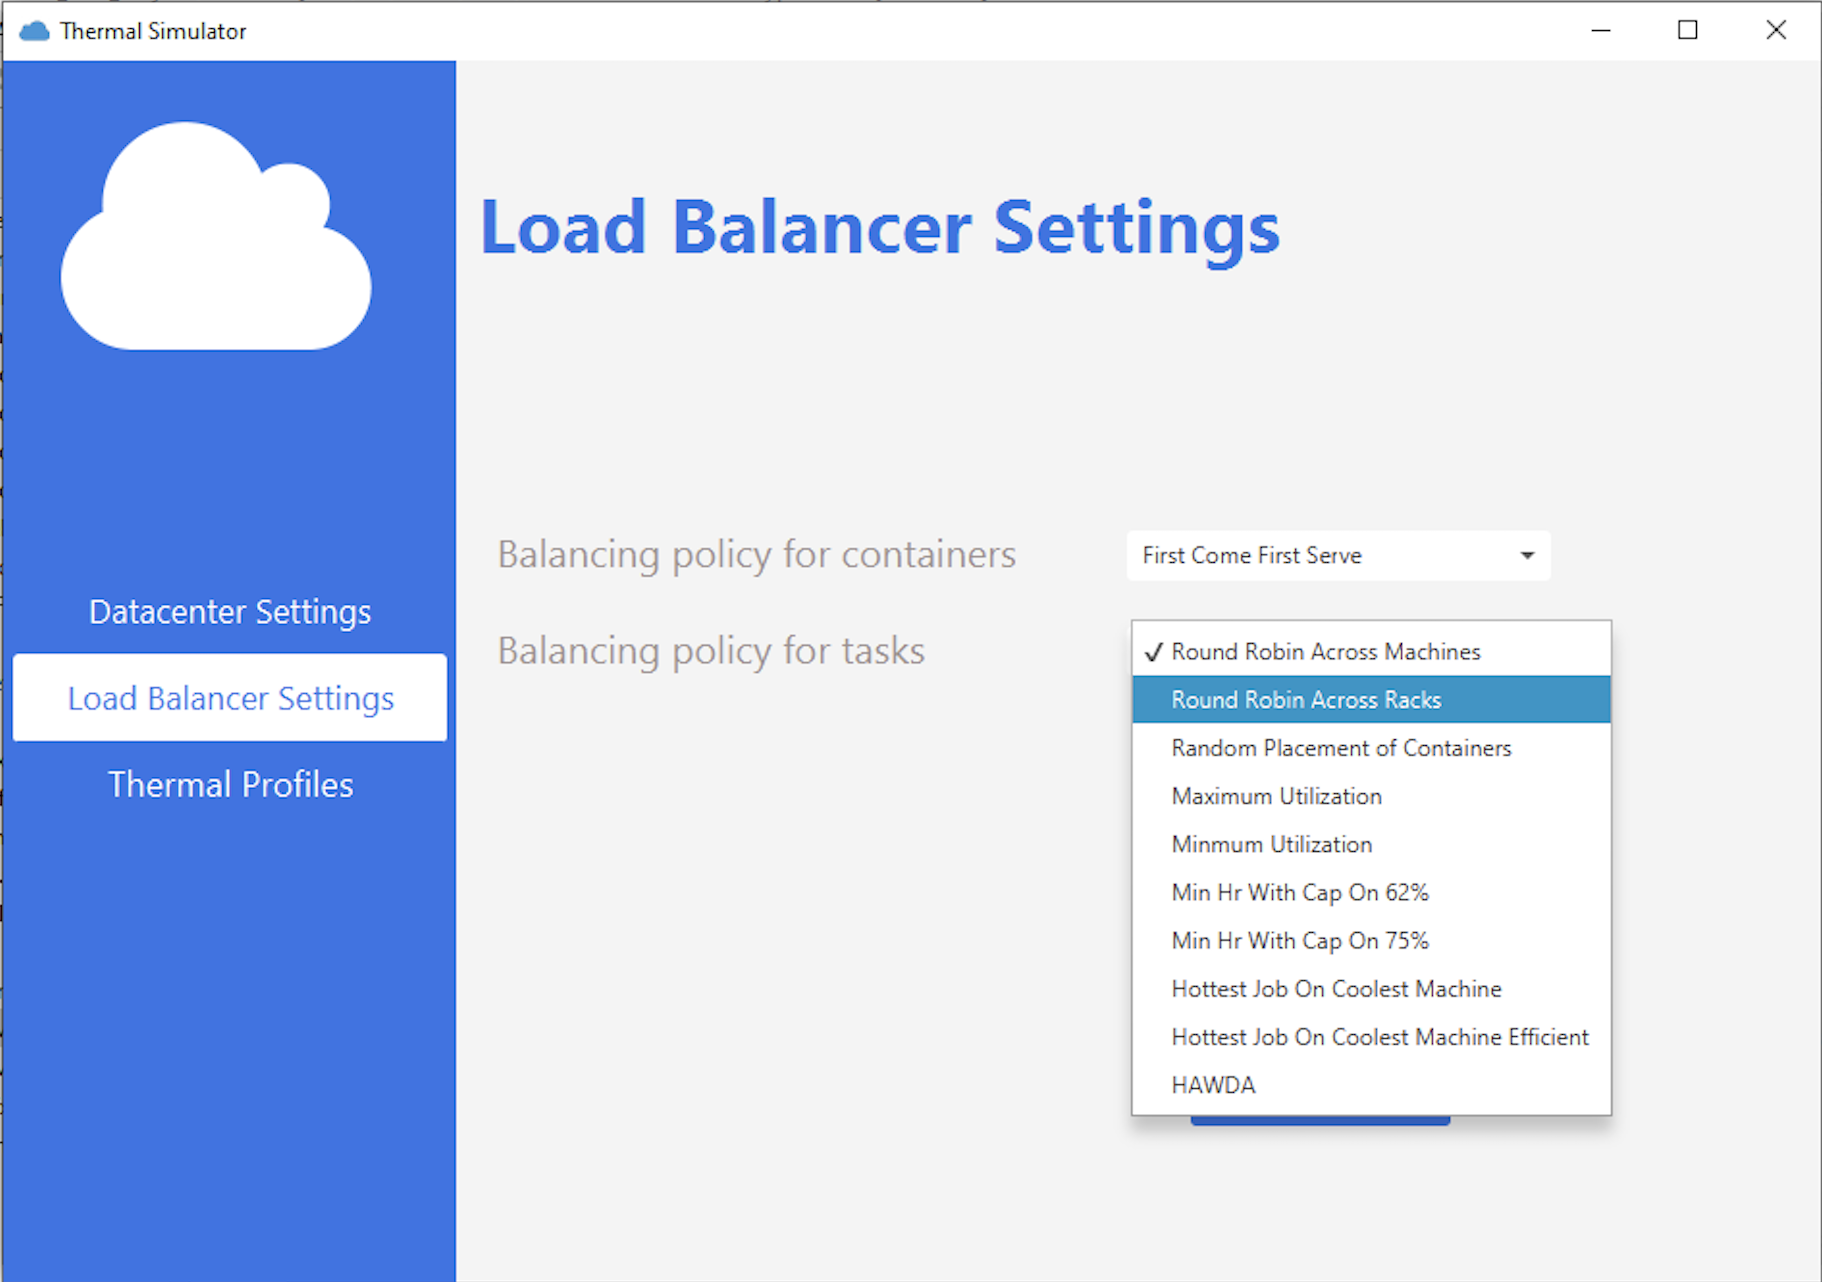 Thermal Simulator
Load Balancer Settings
Balancing policy for containers
First Come First Serve
Datacenter Settings
Balancing policy for tasks
✓ Round Robin Across Machines
Load Balancer Settings
Round Robin Across Racks
Random Placement of Containers
Thermal Profiles
Maximum Utilization
Minmum Utilization
Min Hr With Cap On 62%
Min Hr With Cap On 75%
Hottest Job On Coolest Machine
Hottest Job On Coolest Machine Efficient
HAWDA